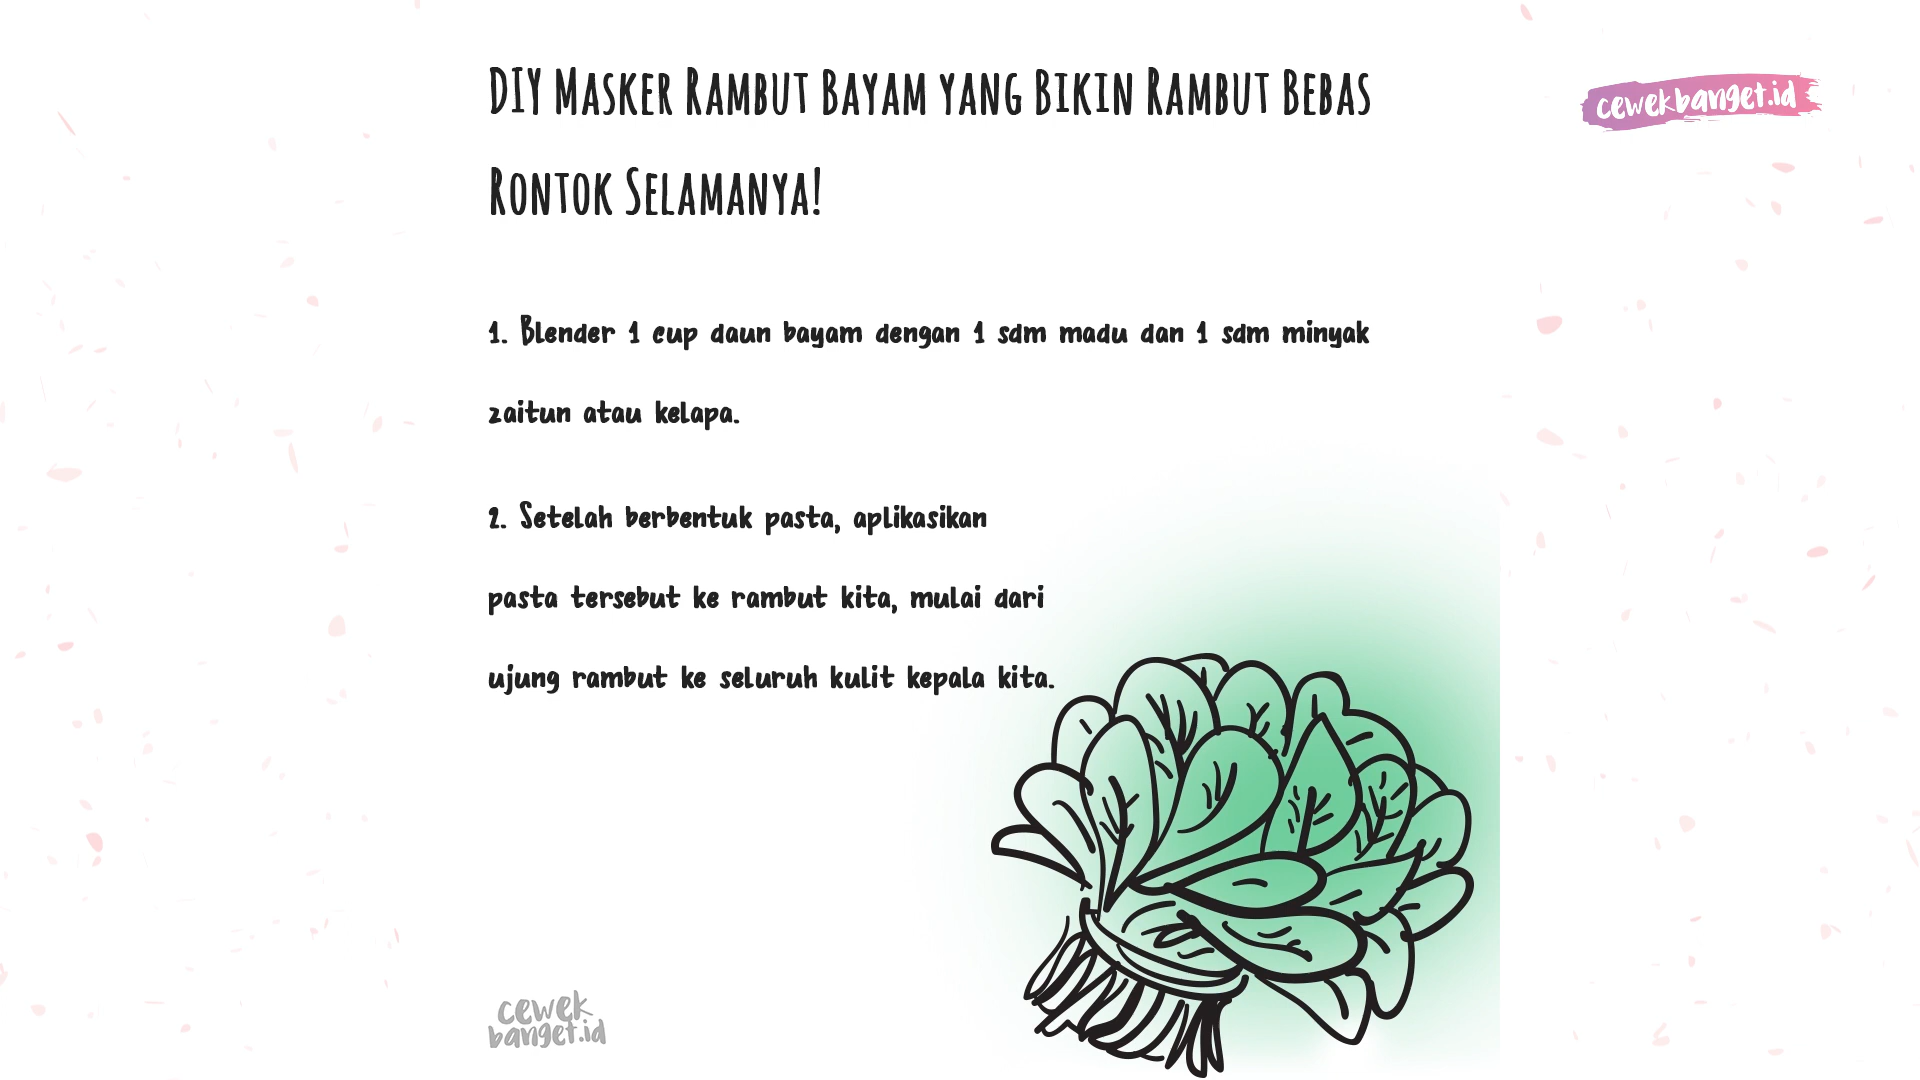 DIY Masker Rambut Bayam yang Bikin Rambut Bebas
Rontok Selamanya!
cewekbanget.id
1. Blender 1 cup daun bayam dengan 1 sdm madu dan 1 sdm minyak
zaitun atau kelapa.
2. Setelah berbentuk pasta, aplikasikan
pasta tersebut ke rambut kita, mulai dari
ujung rambut ke seluruh kulit kepala kita.
cewek
banget.id